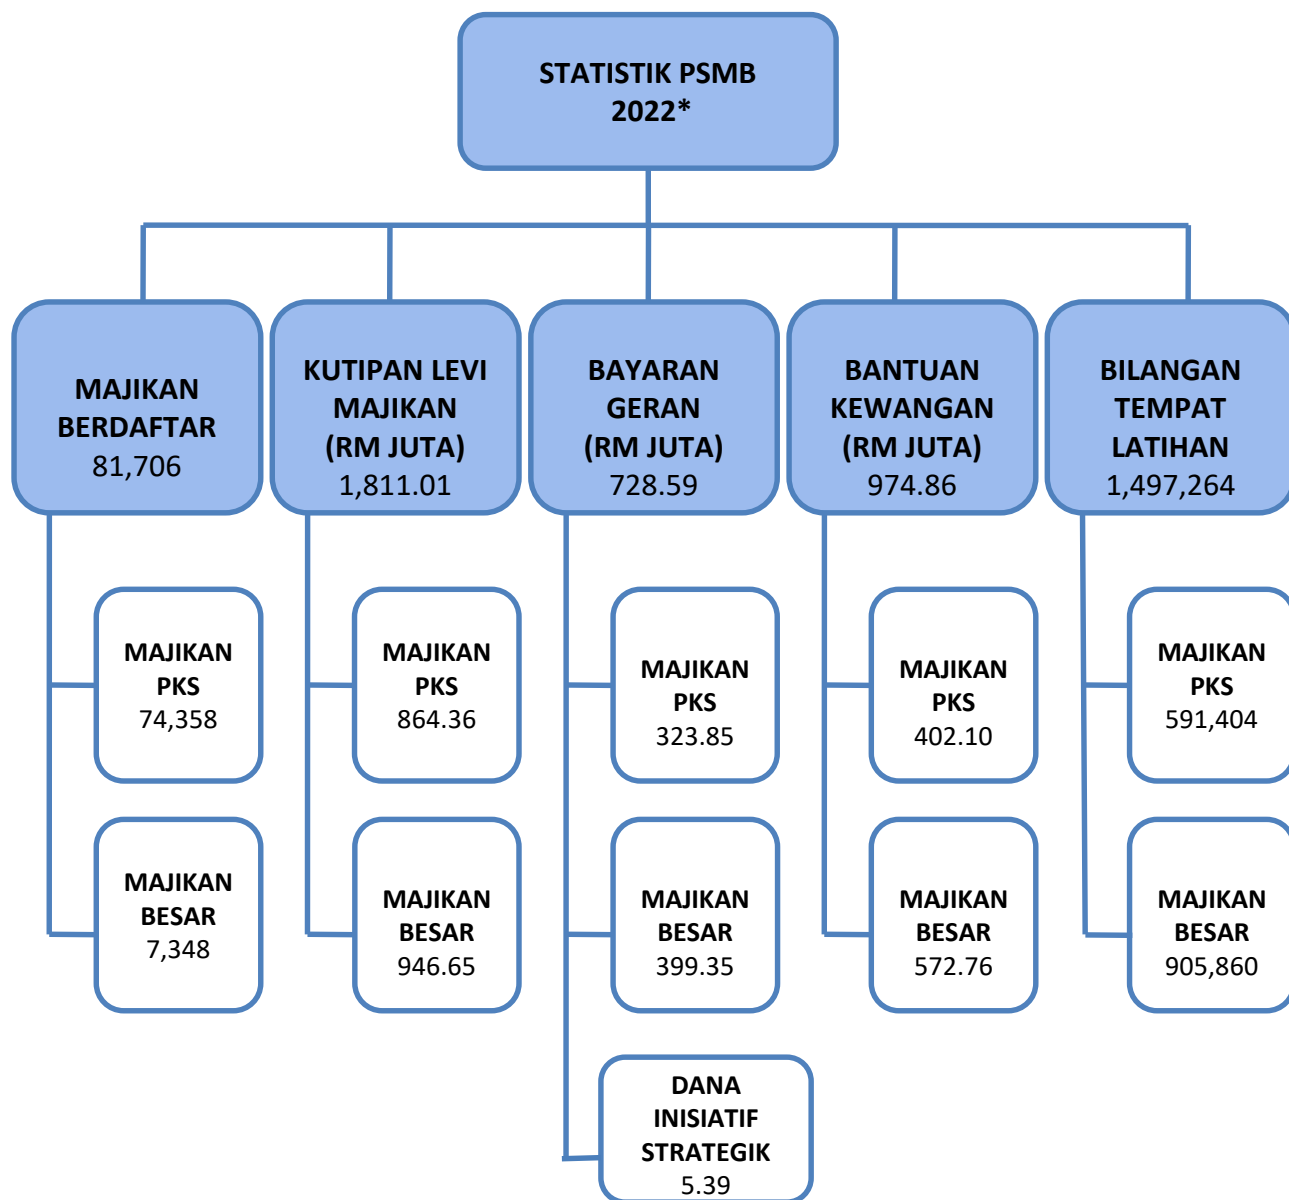 STATISTIK PSMB
2022*
MAJIKAN
BERDAFTAR
81,706
KUTIPAN LEVI
MAJIKAN
(RM JUTA)
1,811.01
BAYARAN
GERAN
(RM JUTA)
728.59
BANTUAN
KEWANGAN
(RM JUTA)
974.86
BILANGAN
TEMPAT
LATIHAN
1,497,264
MAJIKAN
PKS
74,358
MAJIKAN
PKS
864.36
MAJIKAN
PKS
323.85
MAJIKAN
PKS
402.10
MAJIKAN
PKS
591,404
MAJIKAN
BESAR
7,348
MAJIKAN
BESAR
946.65
MAJIKAN
BESAR
399.35
MAJIKAN
BESAR
572.76
MAJIKAN
BESAR
905,860
DANA
INISIATIF
STRATEGIK
5.39